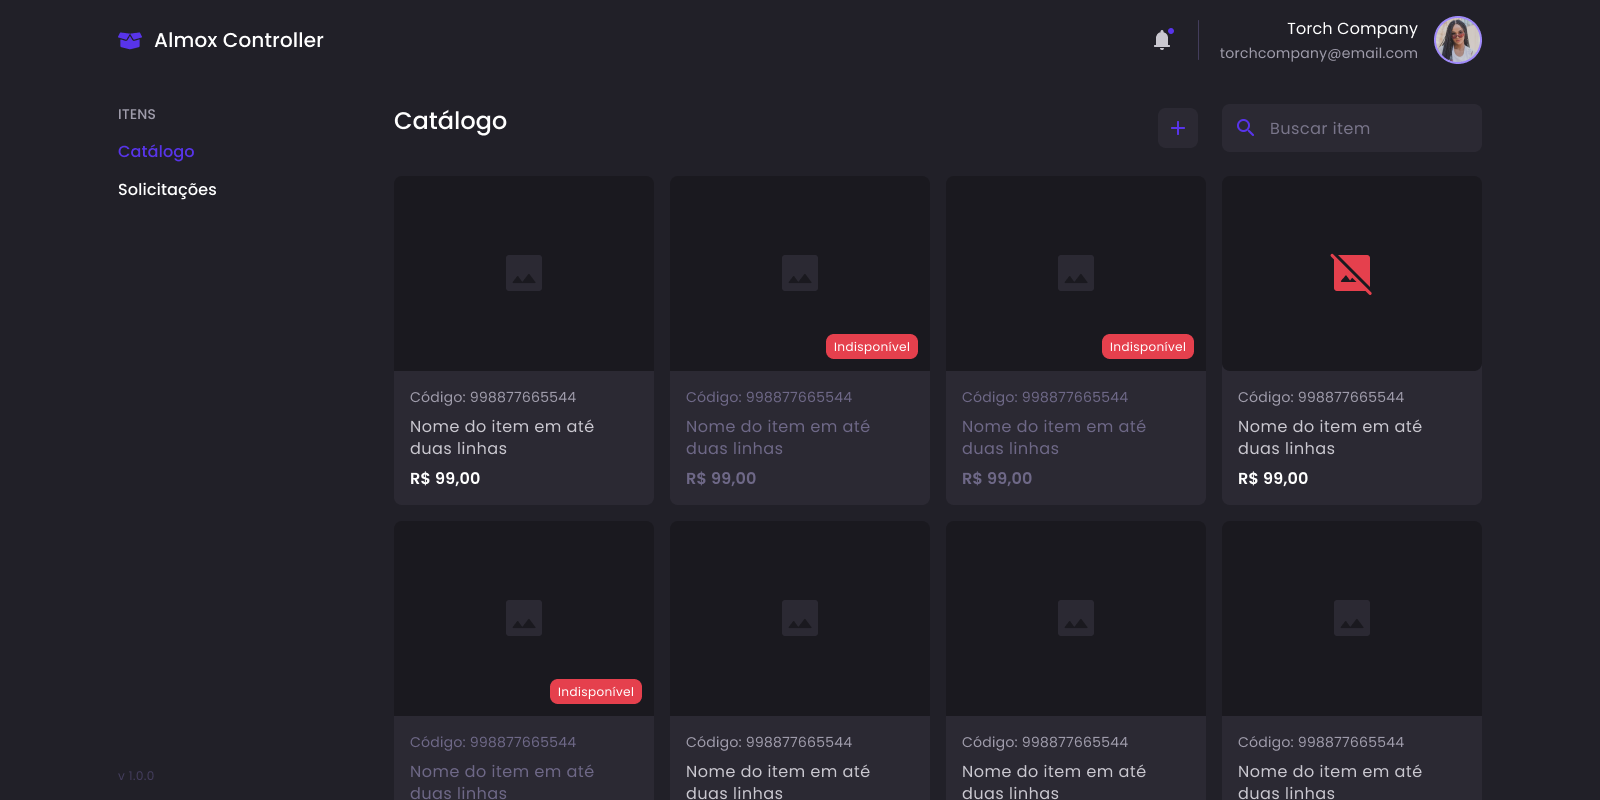 Almox Controller
Torch Company
torchcompany@email.com
ITENS
Catálogo
Solicitações
v 1.0.0
Catálogo
Buscar item
Código: 998877665544
Nome do item em até
duas linhas
R$ 99,00
Indisponível
Código: 998877665544
Nome do item em até
duas linhas
R$ 99,00
Indisponível
Código: 998877665544
Nome do item em até
duas linhas
R$ 99,00
Código: 998877665544
Nome do item em até
duas linhas
R$ 99,00
Indisponível
Código: 998877665544
Nome do item em até
duas linhas
Código: 998877665544
Nome do item em até
duas linhas
Código: 998877665544
Nome do item em até
duas linhas
Código: 998877665544
Nome do item em até
duas linhas